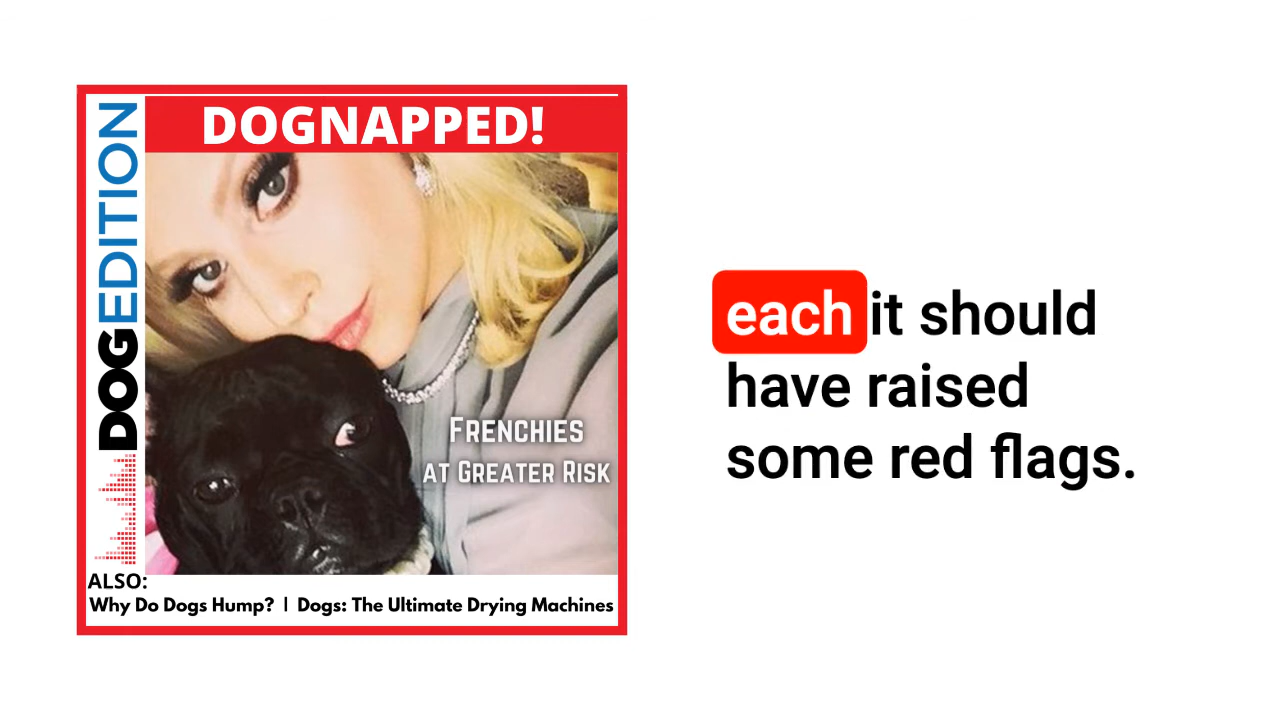 DOGNAPPED!
DOGEDITION
FRENCHIES
AT GREATER RISK
ALSO:
Why Do Dogs Hump? | Dogs: The Ultimate Drying Machines
each it should
have raised
some red flags.